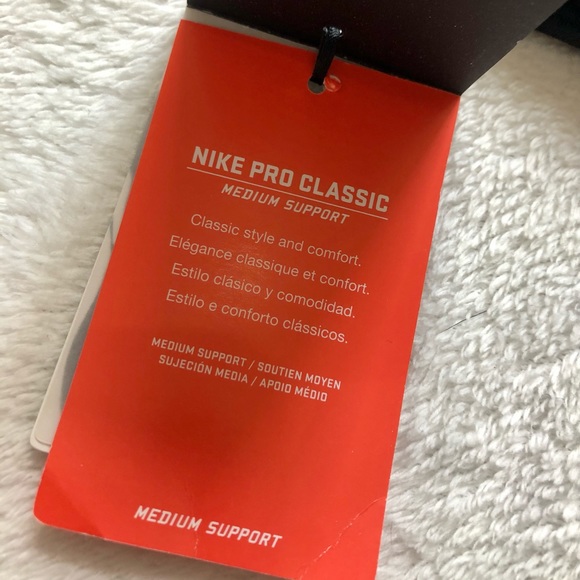 NIKE PRO CLASSIC
MEDIUM SUPPORT
Classic style and comfort.
Elégance classique et confort.
Estilo clásico y comodidad.
Estilo e conforto clássicos.
MEDIUM SUPPORT / SOUTIEN MOYEN
SUJECIÓN MEDIA / APOIO MÉDIO
MEDIUM SUPPORT